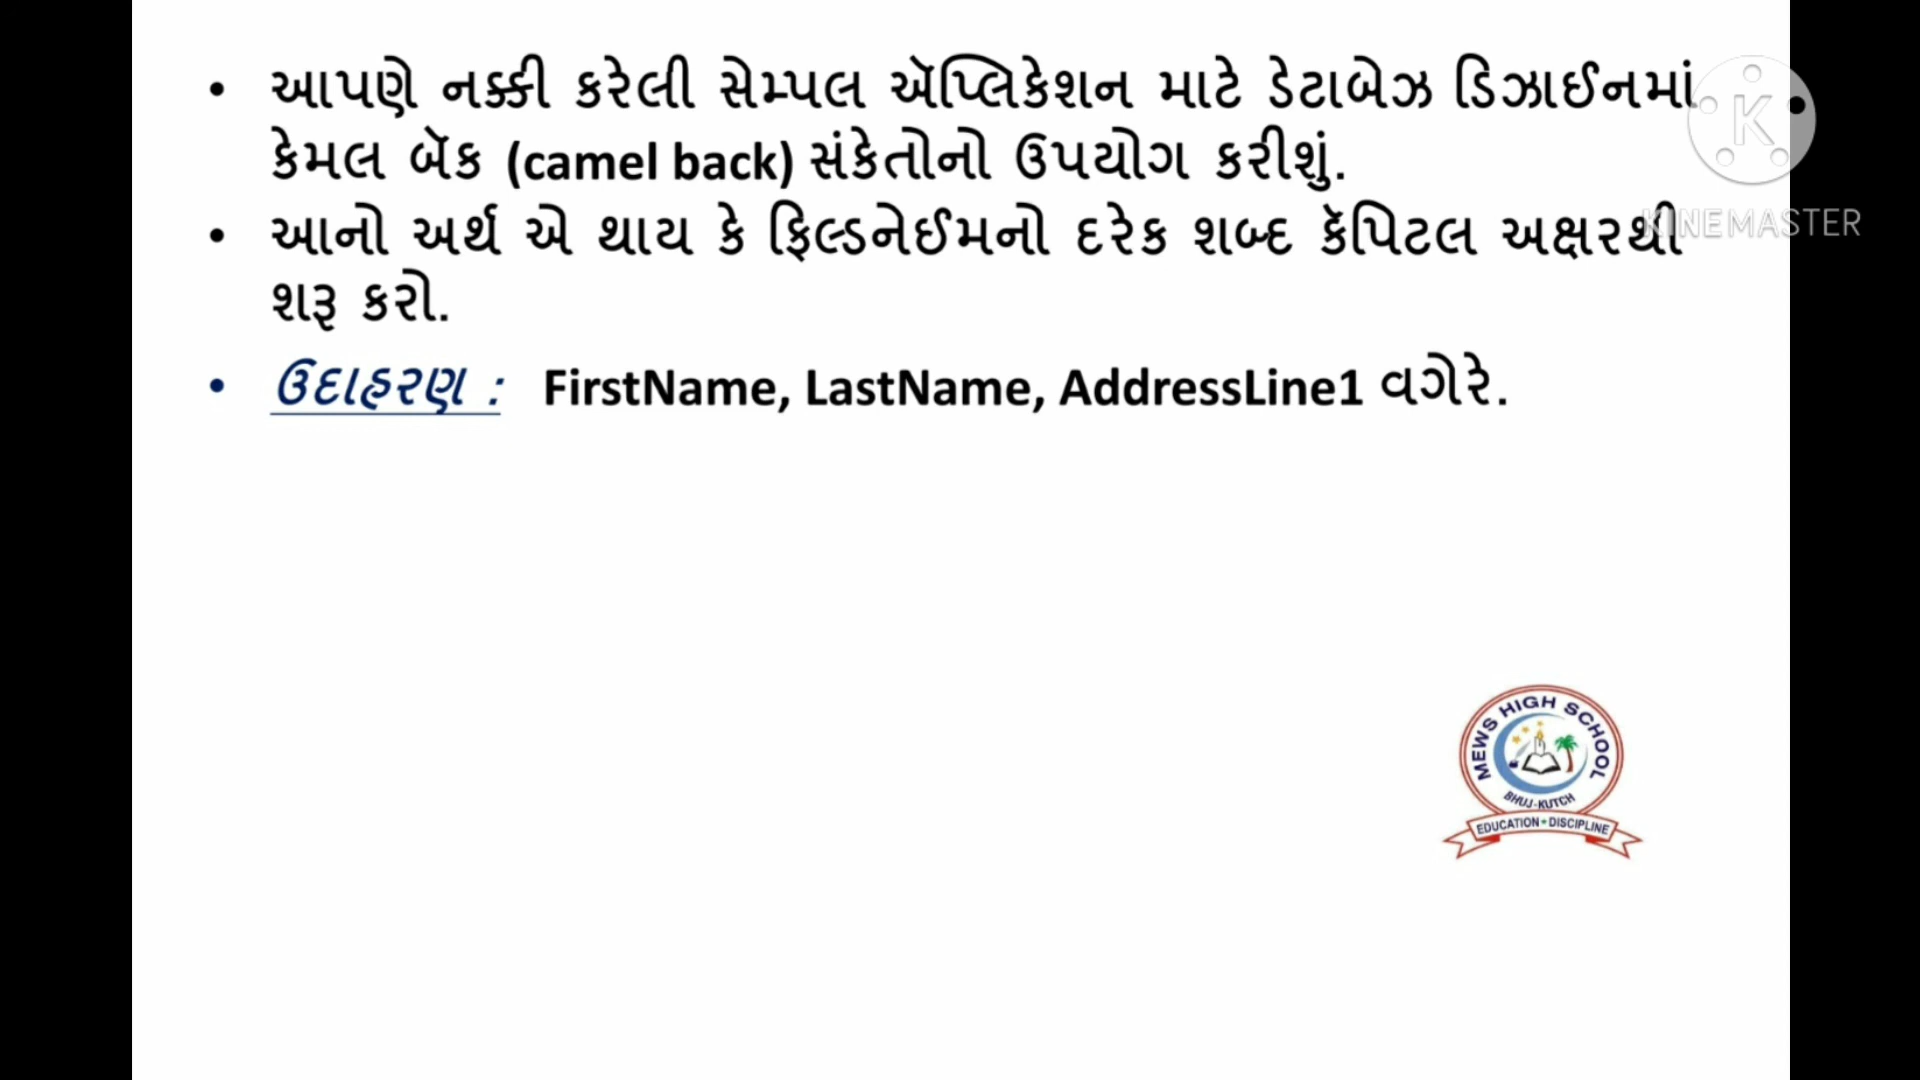 • આપણે નક્કી કરેલી સેમ્પલ ઍપ્લિકેશન માટે ડેટાબેઝ ડિઝાઈનમાં
કેમલ બૅક (camel back) સંકેતોનો ઉપયોગ કરીશું.
• આનો અર્થ એ થાય કે ફિલ્ડનેઈમનો દરેક શબ્દ કૅપિટલ અક્ષરથી
શરૂ કરો.
• ઉદાહરણ : FirstName, LastName, AddressLine1 વગેરે.
K
KINEMASTER
MEWS HIGH SCHOOL
BHUJ-KUTCH
EDUCATION * DISCIPLINE